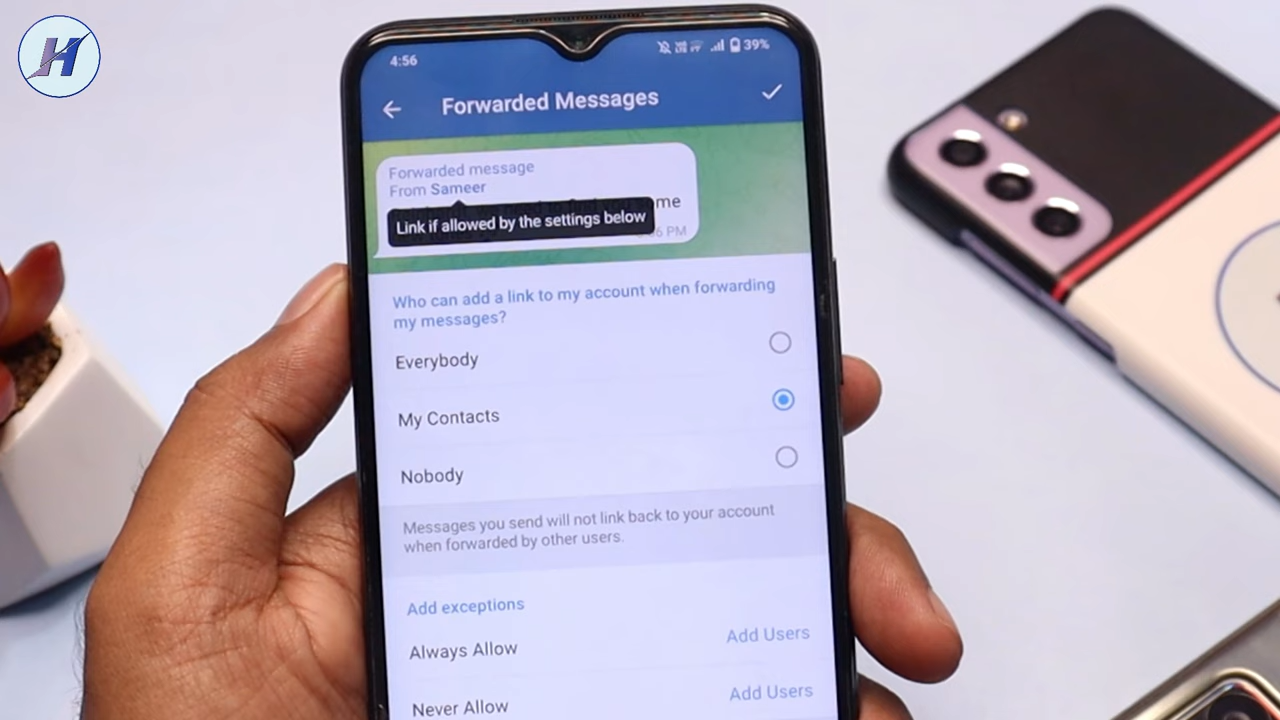 H
4:56
39%
Forwarded Messages
Forwarded message
From Sameer
me
Link if allowed by the settings below
6 PM
Who can add a link to my account when forwarding
my messages?
Everybody
My Contacts
Nobody
Messages you send will not link back to your account
when forwarded by other users.
Add exceptions
Always Allow
Add Users
Never Allow
Add Users